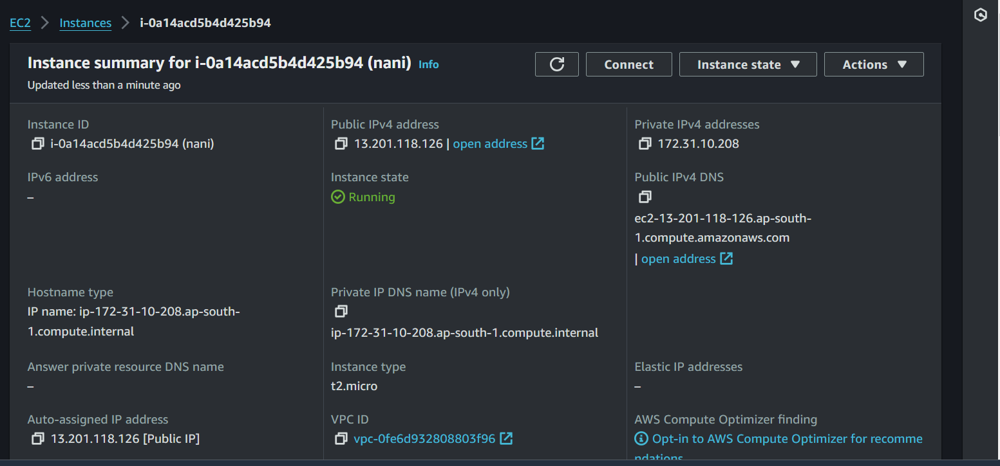 EC2 > Instances > i-0a14acd5b4d425b94
Instance summary for i-0a14acd5b4d425b94 (nani) Info
Updated less than a minute ago
Connect
Instance state ▼
Actions ▼
Instance ID
i-0a14acd5b4d425b94 (nani)
Public IPv4 address
13.201.118.126 | open address
Private IPv4 addresses
172.31.10.208
IPv6 address
–
Instance state
Running
Public IPv4 DNS
ec2-13-201-118-126.ap-south-
1.compute.amazonaws.com
| open address
Hostname type
IP name: ip-172-31-10-208.ap-south-
1.compute.internal
Private IP DNS name (IPv4 only)
ip-172-31-10-208.ap-south-1.compute.internal
Answer private resource DNS name
–
Instance type
t2.micro
Elastic IP addresses
–
Auto-assigned IP address
13.201.118.126 [Public IP]
VPC ID
vpc-0fe6d932808803f96
AWS Compute Optimizer finding
Opt-in to AWS Compute Optimizer for recomme
ndations